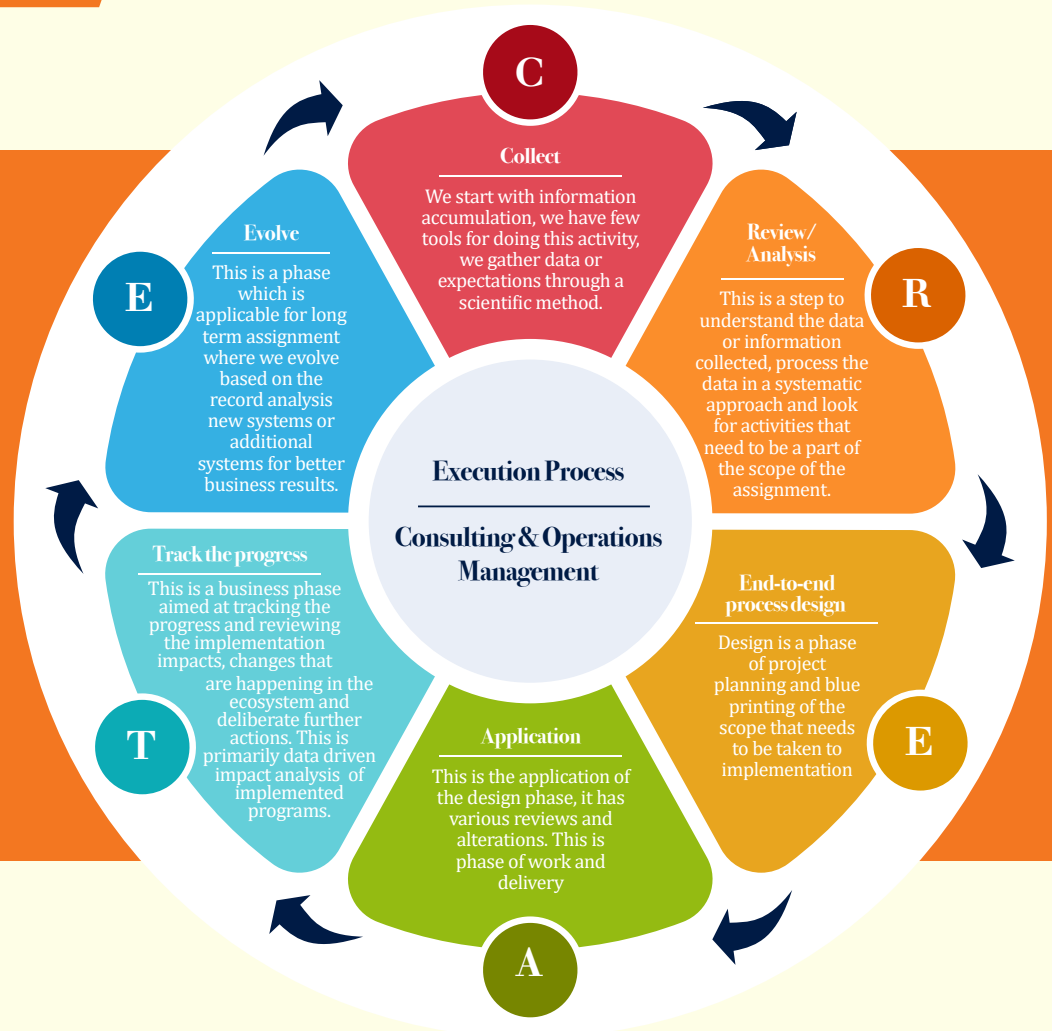 C
Collect
We start with information
accumulation, we have few
tools for doing this activity,
we gather data or
expectations through a
scientific method.
R
Review/
Analysis
This is a step to
understand the data
or information
collected, process the
data in a systematic
approach and look
for activities that
need to be a part of
the scope of the
assignment.
E
End-to-end
process design
Design is a phase
of project
planning and blue
printing of the
scope that needs
to be taken to
implementation
A
Application
This is the application of
the design phase, it has
various reviews and
alterations. This is
phase of work and
delivery
T
Track the progress
This is a business phase
aimed at tracking the
progress and reviewing
the implementation
impacts, changes that
are happening in the
ecosystem and
deliberate further
actions. This is
primarily data driven
impact analysis of
implemented
programs.
E
Evolve
This is a phase
which is
applicable for long
term assignment
where we evolve
based on the
record analysis
new systems or
additional
systems for better
business results.
Execution Process
Consulting & Operations
Management